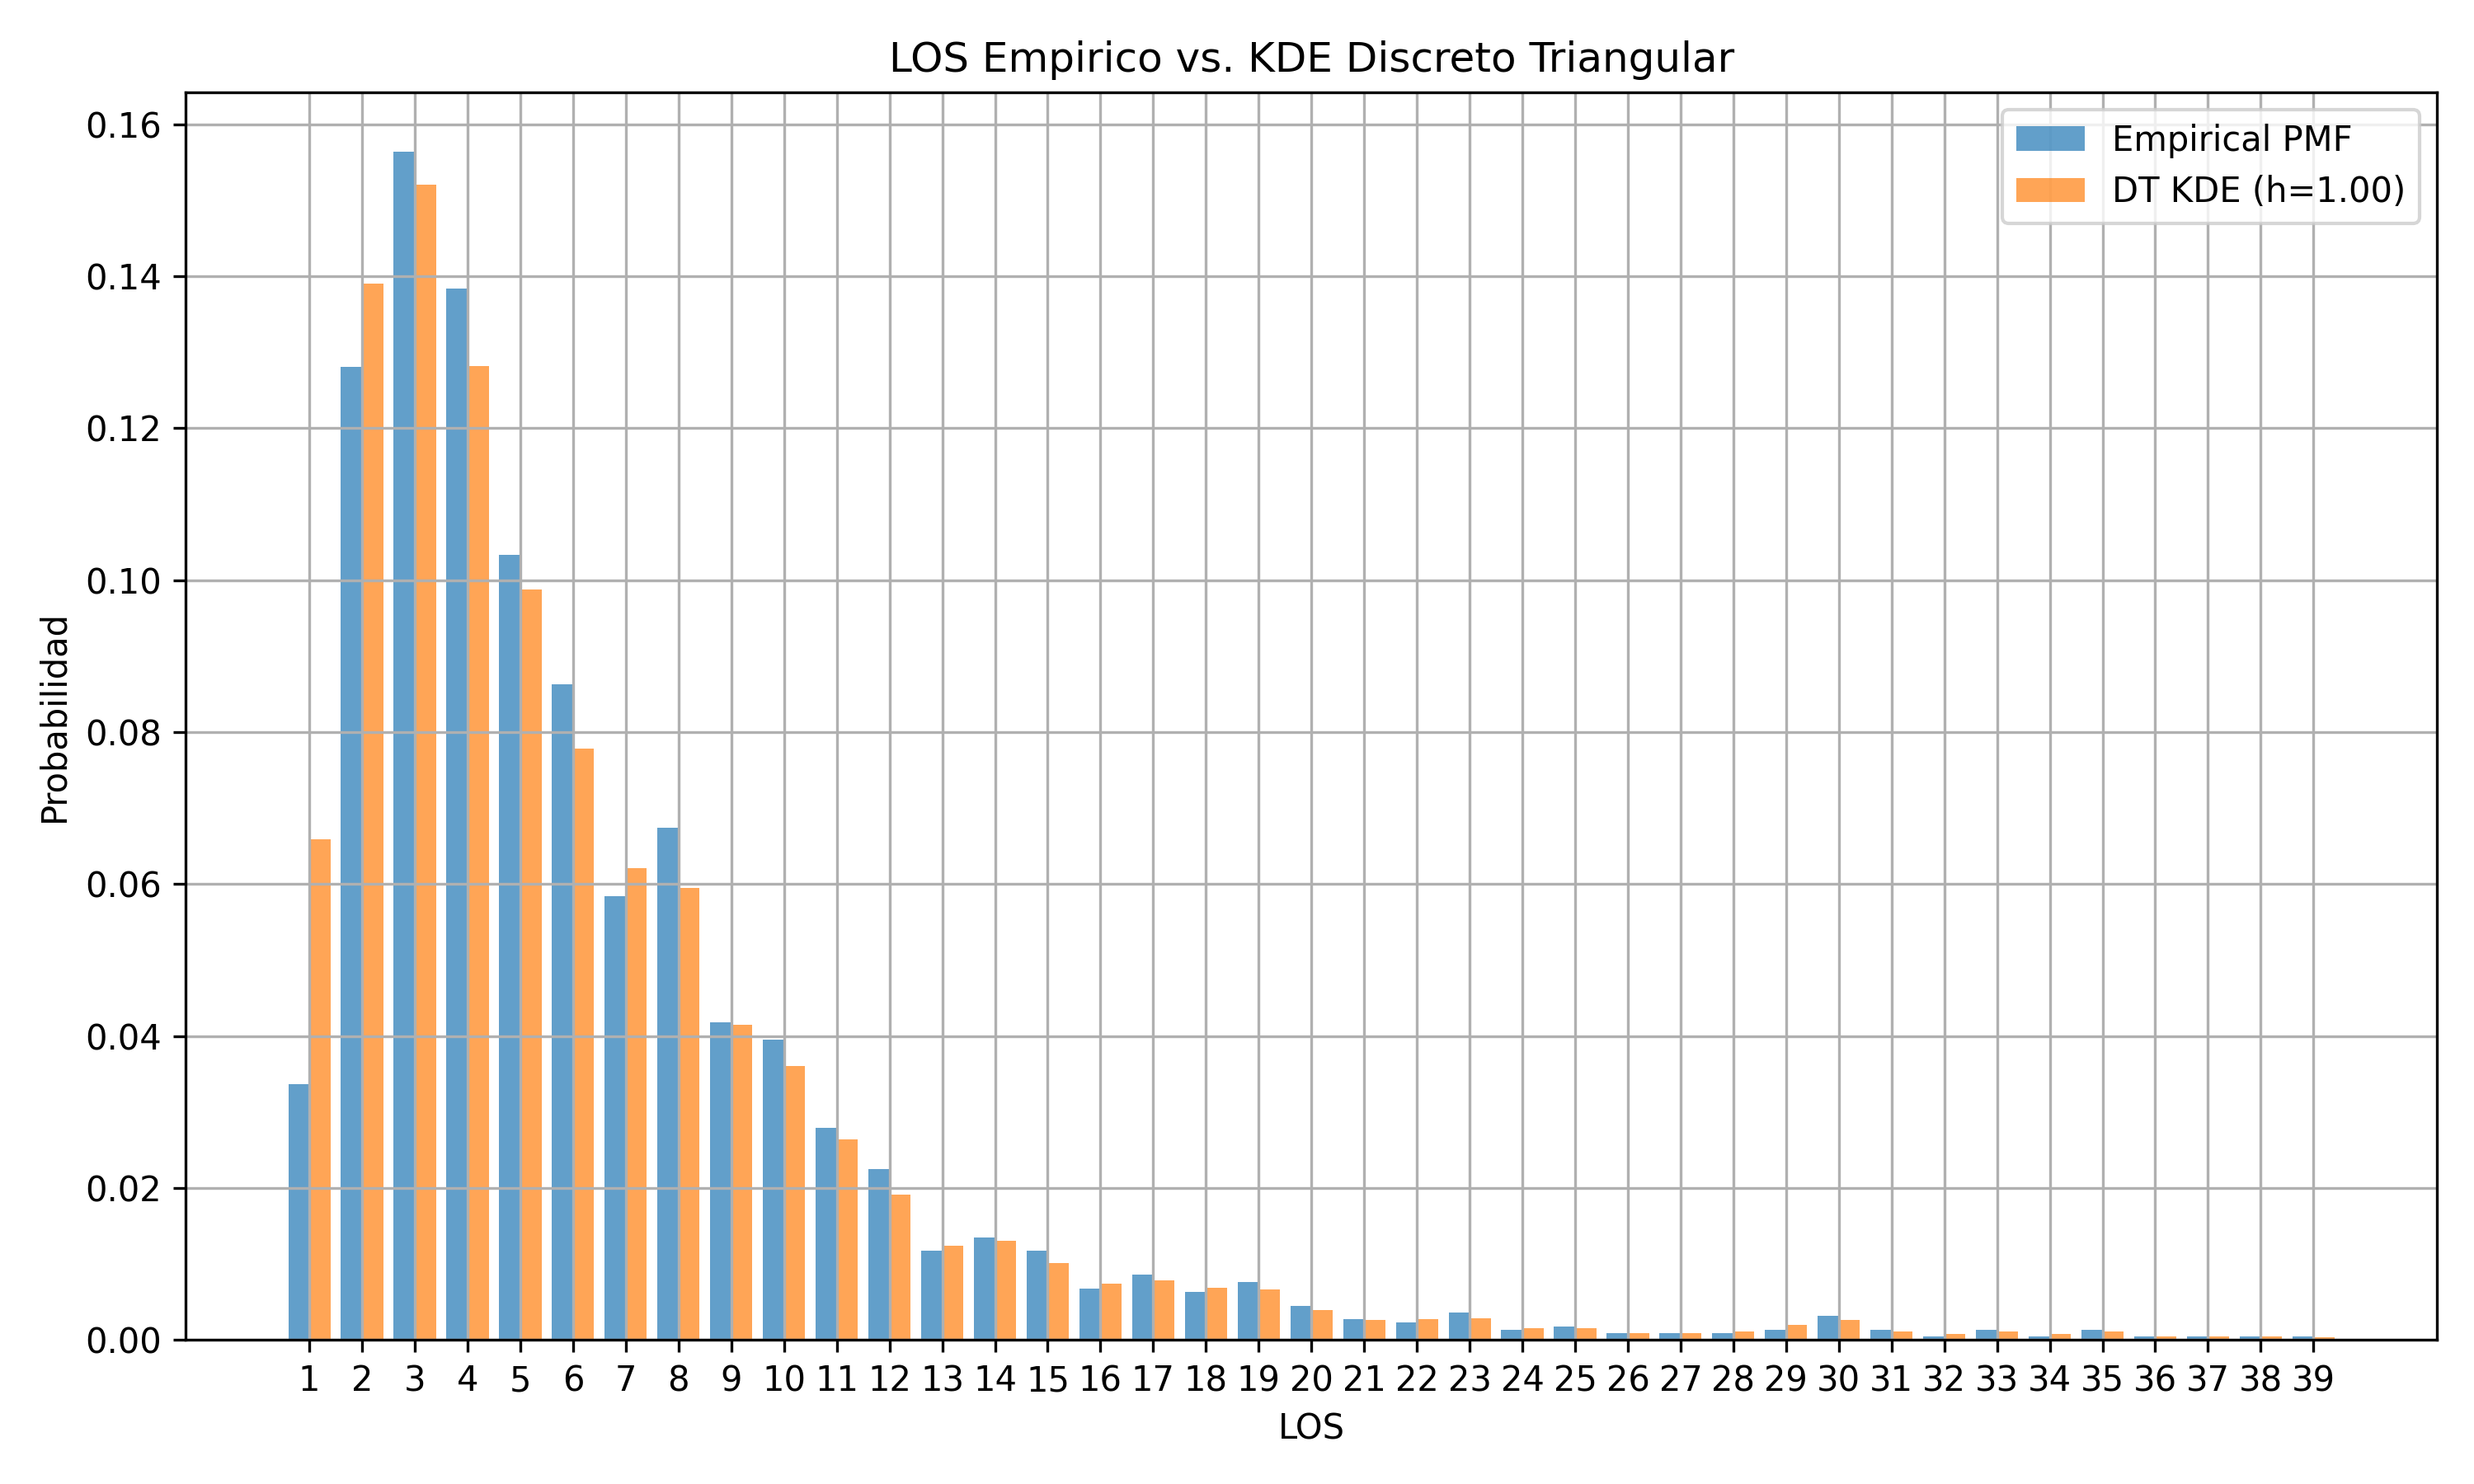 LOS Empirico vs. KDE Discreto Triangular
Empirical PMF
DT KDE (h=1.00)
0.16
0.14
0.12
0.10
0.08
0.06
0.04
0.02
0.00
Probabilidad
1 2 3 4 5 6 7 8 9 10 11 12 13 14 15 16 17 18 19 20 21 22 23 24 25 26 27 28 29 30 31 32 33 34 35 36 37 38 39
LOS